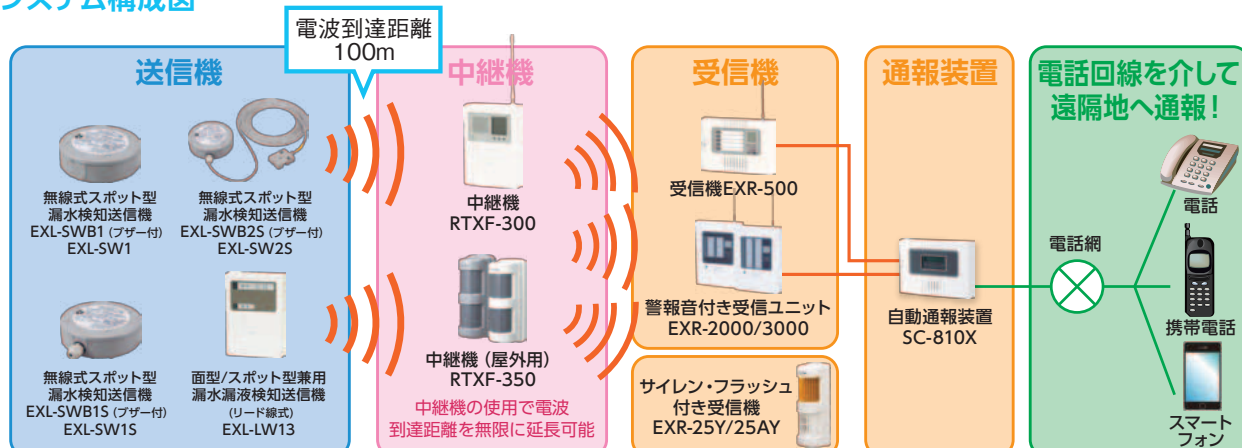 システム構成図
電波到達距離
100m
送信機
無線式スポット型
漏水検知送信機
EXL-SWB1（ブザー付）
EXL-SW1
無線式スポット型
漏水検知送信機
EXL-SWB2S（ブザー付）
EXL-SW2S
無線式スポット型
漏水検知送信機
EXL-SWB1S（ブザー付）
EXL-SW1S
面型/スポット型兼用
漏水漏液検知送信機
（リード線式）
EXL-LW13
中継機
中継機
RTXF-300
中継機（屋外用）
RTXF-350
中継機の使用で電波
到達距離を無限に延長可能
受信機
受信機EXR-500
警報音付き受信ユニット
EXR-2000/3000
サイレン・フラッシュ
付き受信機
EXR-25Y/25AY
通報装置
自動通報装置
SC-810X
電話回線を介して
遠隔地へ通報！
電話網
電話
携帯電話
スマート
フォン